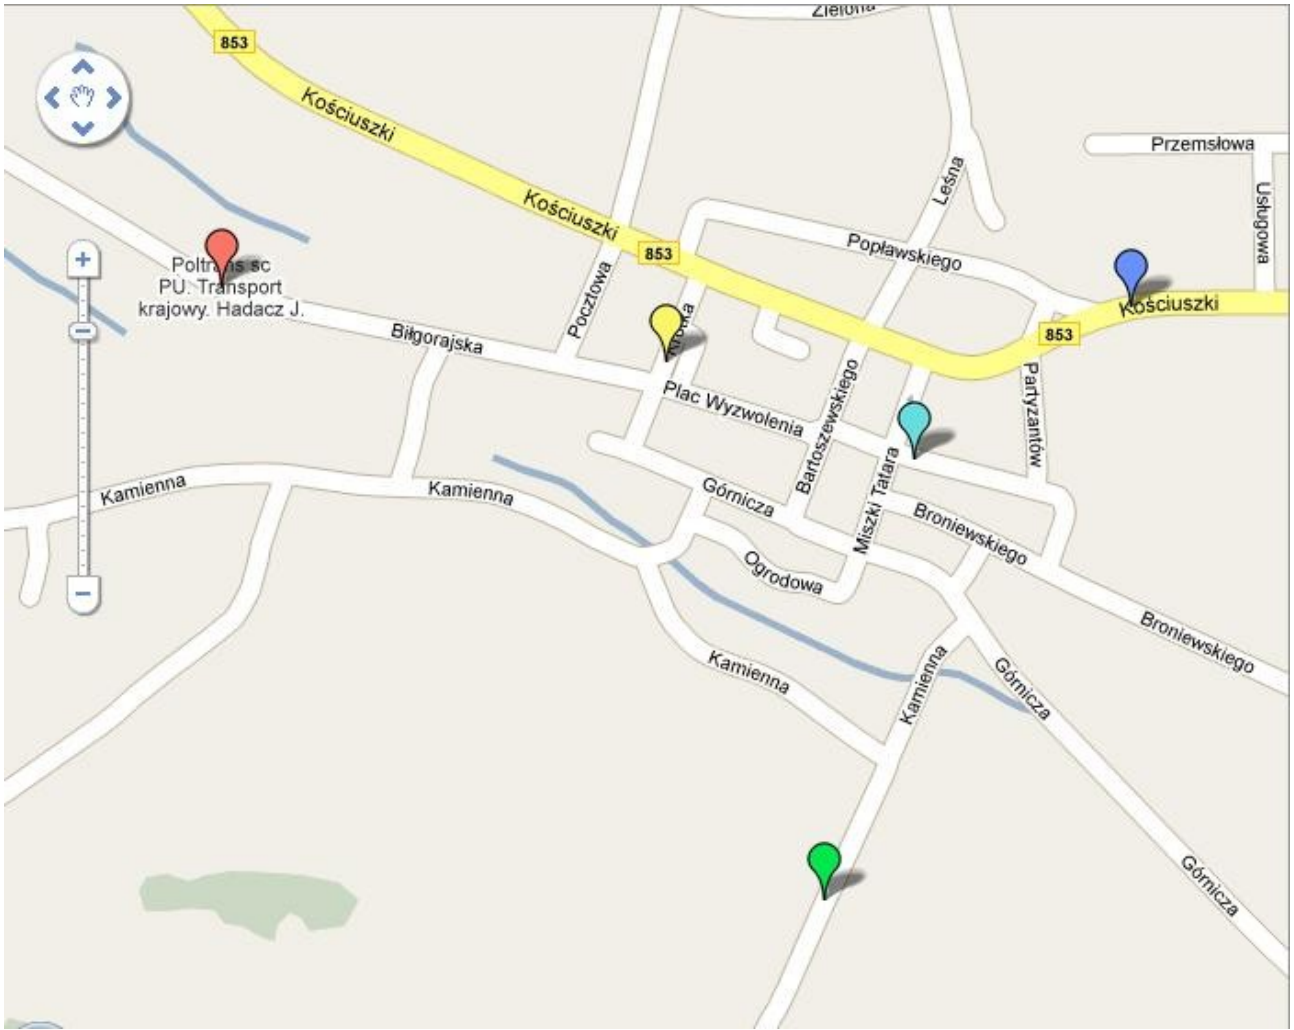 Zielona
853
Kościuszki
Przemsłowa
Leśna
Usługowa
Kościuszki
853
Popławskiego
Poltrans sc
PU. Transport
krajowy. Hadacz J.
Pocztowa
Krótka
Kościuszki
853
Biłgorajska
Plac Wyzwolenia
Bartoszewskiego
Partyzantów
Kamienna
Kamienna
Górnicza
Miszki Tatara
Broniewskiego
Ogrodowa
Broniewskiego
Kamienna
Kamienna
Górnicza
Górnicza